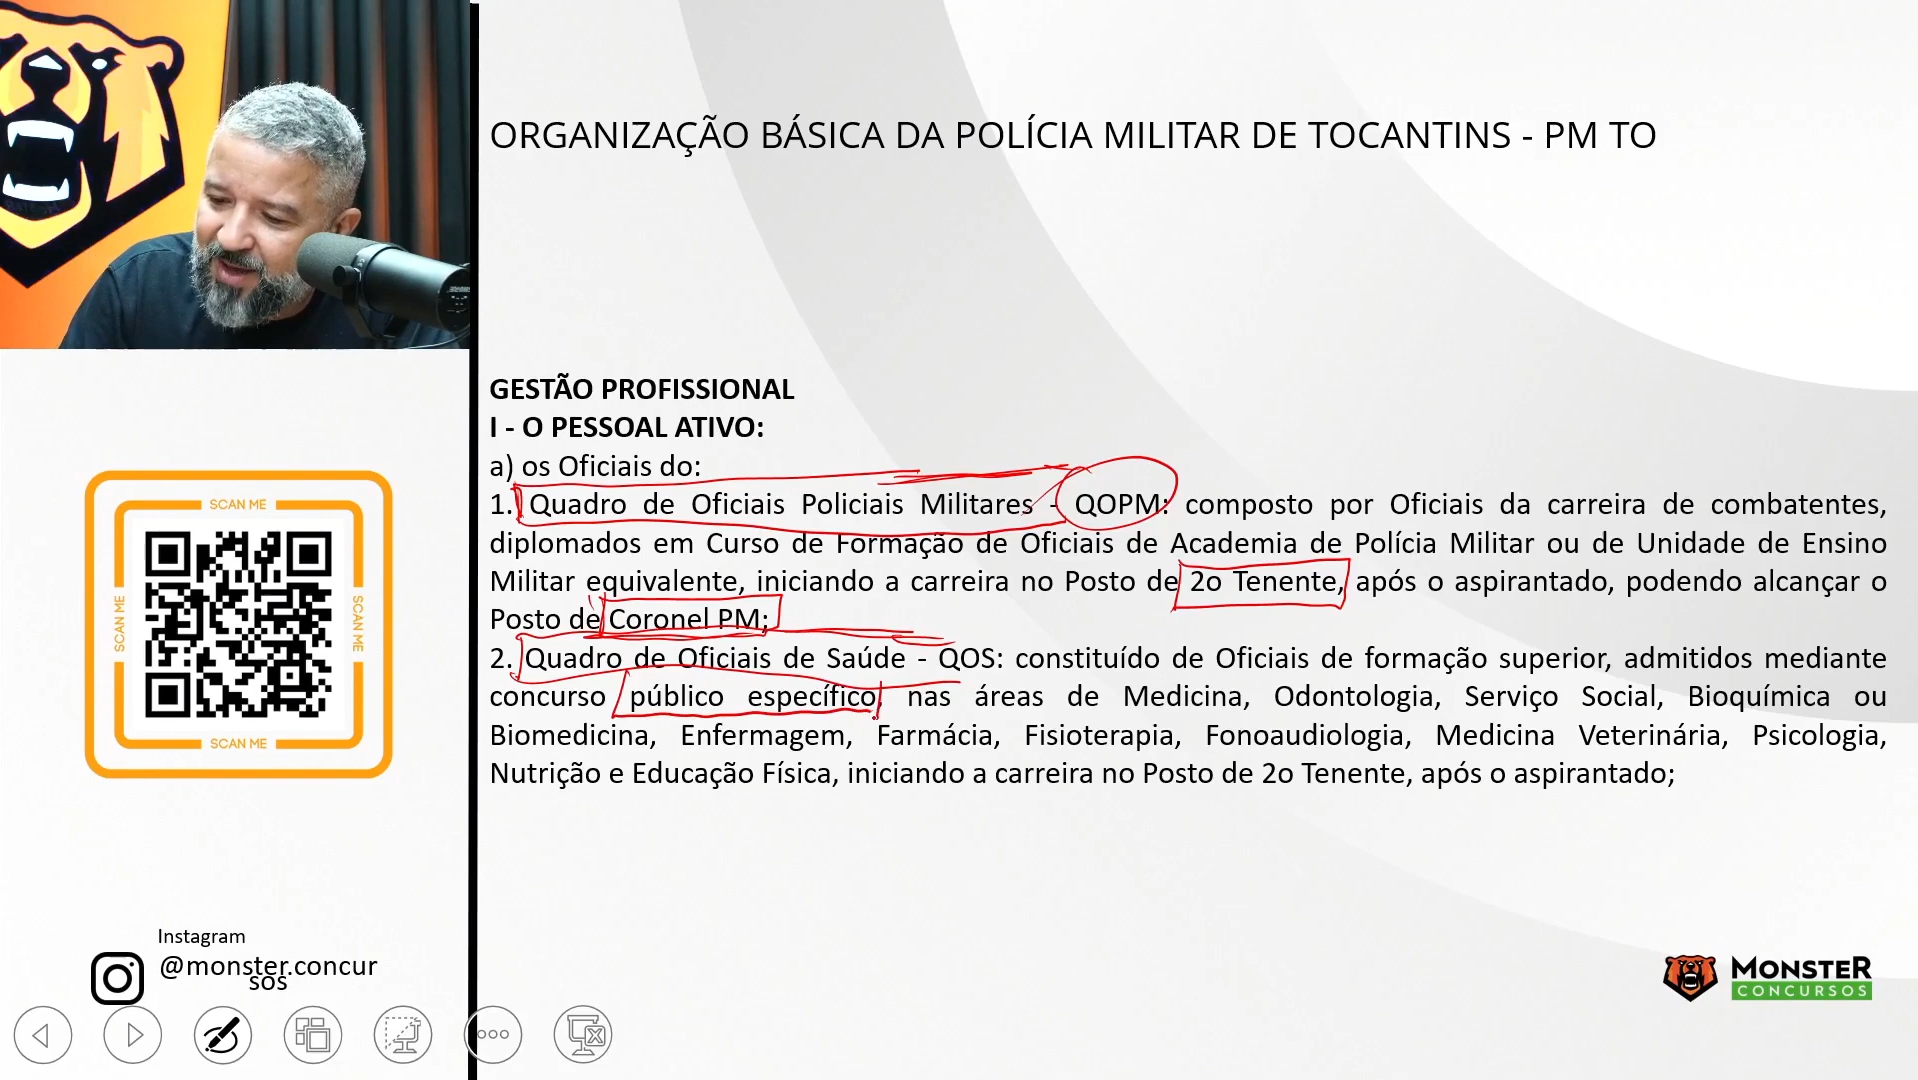 ORGANIZAÇÃO BÁSICA DA POLÍCIA MILITAR DE TOCANTINS - PM TO
GESTÃO PROFISSIONAL
I - O PESSOAL ATIVO:
a) os Oficiais do:
1. Quadro de Oficiais Policiais Militares - QOPM: composto por Oficiais da carreira de combatentes,
diplomados em Curso de Formação de Oficiais de Academia de Polícia Militar ou de Unidade de Ensino
Militar equivalente, iniciando a carreira no Posto de 2o Tenente, após o aspirantado, podendo alcançar o
Posto de Coronel PM;
2. Quadro de Oficiais de Saúde - QOS: constituído de Oficiais de formação superior, admitidos mediante
concurso público específico, nas áreas de Medicina, Odontologia, Serviço Social, Bioquímica ou
Biomedicina, Enfermagem, Farmácia, Fisioterapia, Fonoaudiologia, Medicina Veterinária, Psicologia,
Nutrição e Educação Física, iniciando a carreira no Posto de 2o Tenente, após o aspirantado;
SCAN ME
SCAN ME
SCAN ME
SCAN ME
Instagram
@monster.concur
sos
MONSTER
CONCURSOS